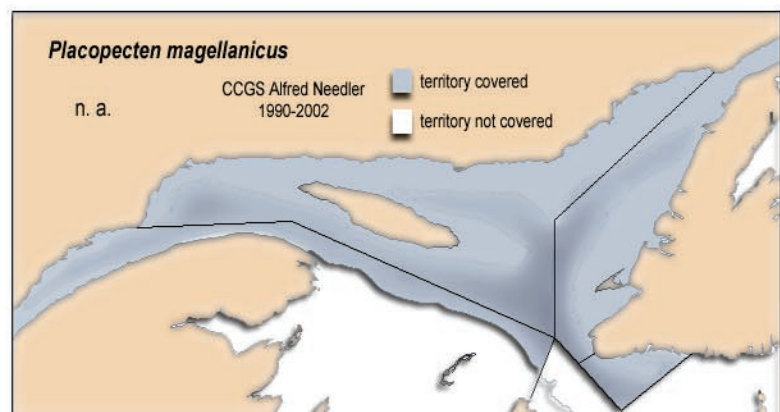 Placopecten magellanicus
n. a.
CCGS Alfred Needler
1990-2002
territory covered
territory not covered